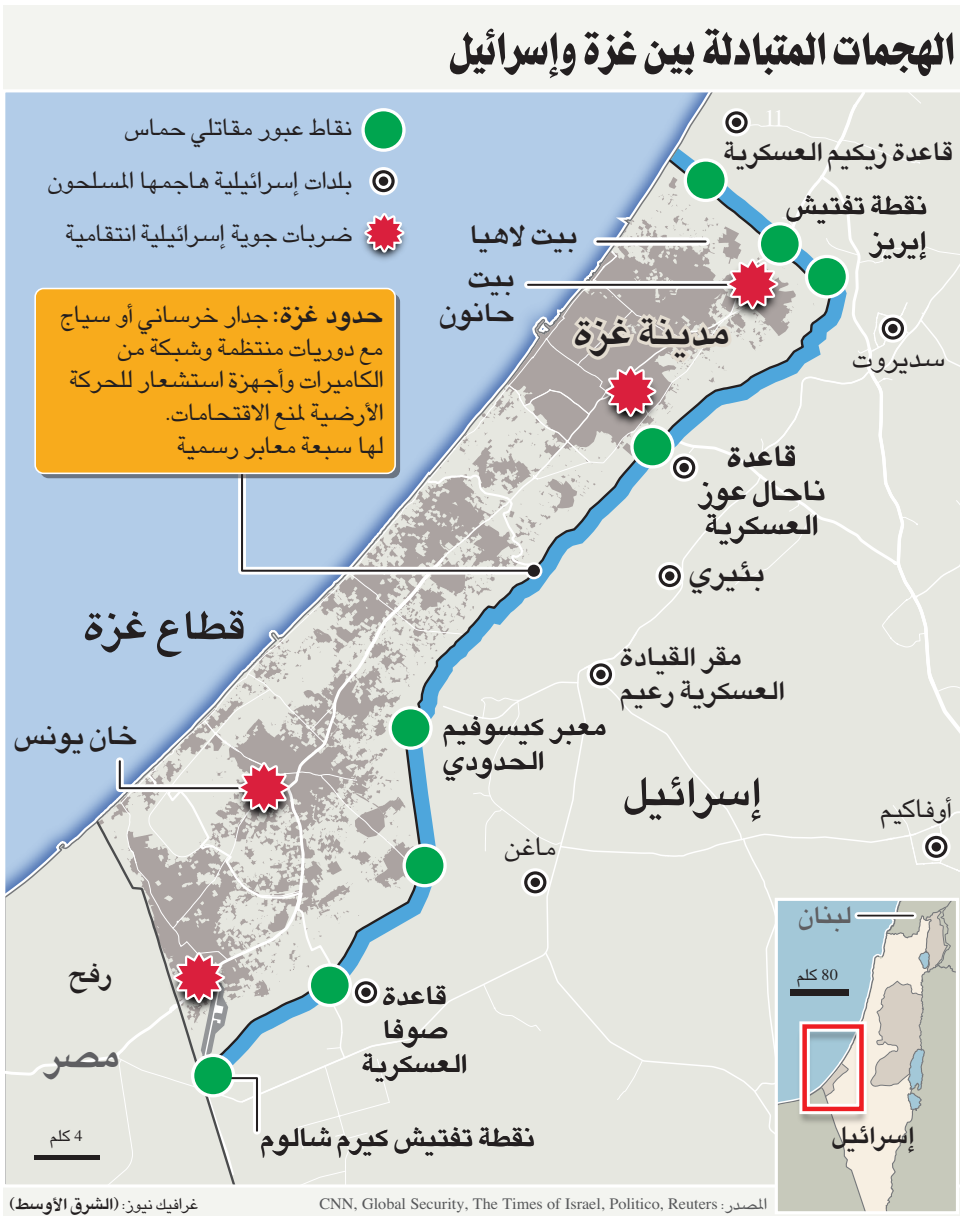 الهجمات المتبادلة بين غزة وإسرائيل
نقاط عبور مقاتلي حماس
بلدات إسرائيلية هاجمها المسلحون
ضربات جوية إسرائيلية انتقامية
11
قاعدة زيكيم العسكرية
نقطة تفتيش
إيريز
بيت لاهيا
بيت
حانون
مدينة غزة
سديروت
حدود غزة: جدار خرساني أو سياج
مع دوريات منتظمة وشبكة من
الكاميرات وأجهزة استشعار للحركة
الأرضية لمنع الاقتحامات.
لها سبعة معابر رسمية
قاعدة
ناحال عوز
العسكرية
بئيري
قطاع غزة
مقر القيادة
العسكرية رعيم
معبر كيسوفيم
الحدودي
خان يونس
إسرائيل
أوفاكيم
ماغن
رفح
قاعدة
صوفا
العسكرية
مصر
نقطة تفتيش كيرم شالوم
4 كلم
لبنان
80 كلم
إسرائيل
المصدر: CNN, Global Security, The Times of Israel, Politico, Reuters
غرافيك نيوز: (الشرق الأوسط)